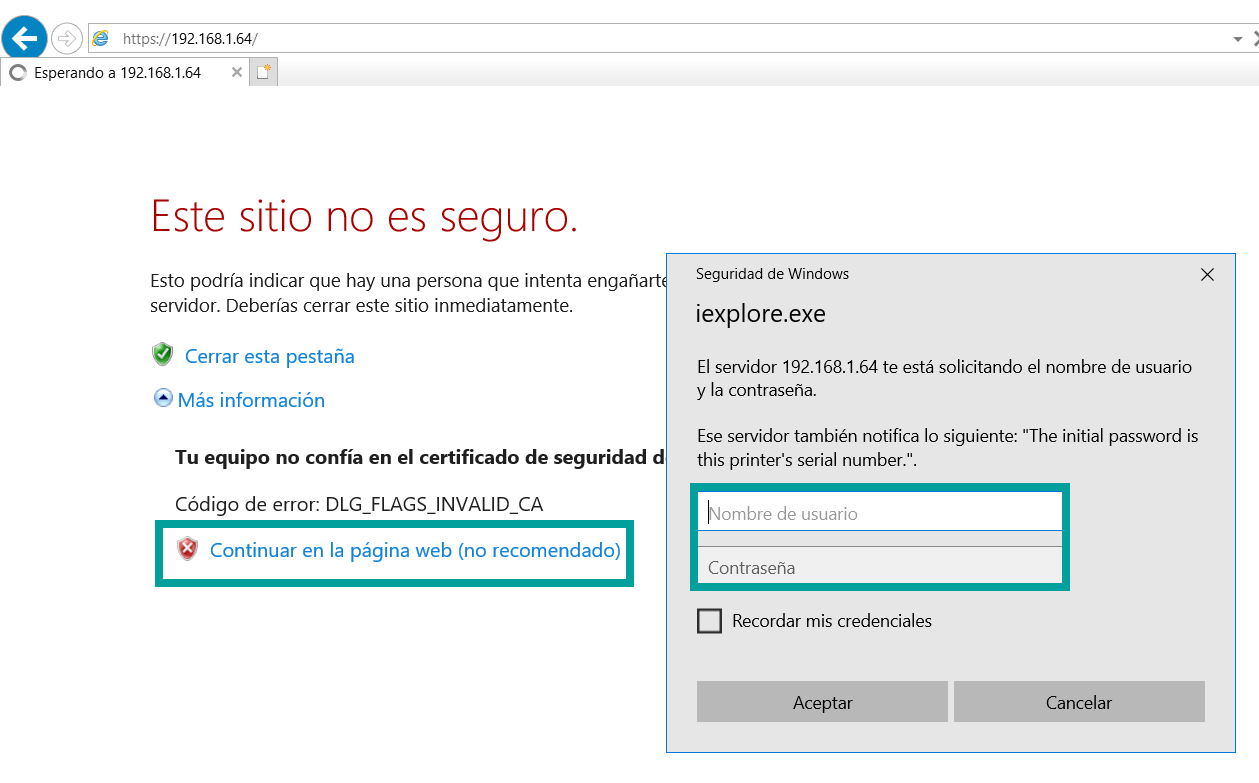 https://192.168.1.64/
Esperando a 192.168.1.64
Este sitio no es seguro.
Esto podría indicar que hay una persona que intenta engañarte
servidor. Deberías cerrar este sitio inmediatamente.
Cerrar esta pestaña
Más información
Tu equipo no confía en el certificado de seguridad
Código de error: DLG_FLAGS_INVALID_CA
Continuar en la página web (no recomendado)
Seguridad de Windows
iexplore.exe
El servidor 192.168.1.64 te está solicitando el nombre de usuario
y la contraseña.
Ese servidor también notifica lo siguiente: "The initial password is
this printer's serial number.".
Nombre de usuario
Contraseña
Recordar mis credenciales
Aceptar
Cancelar